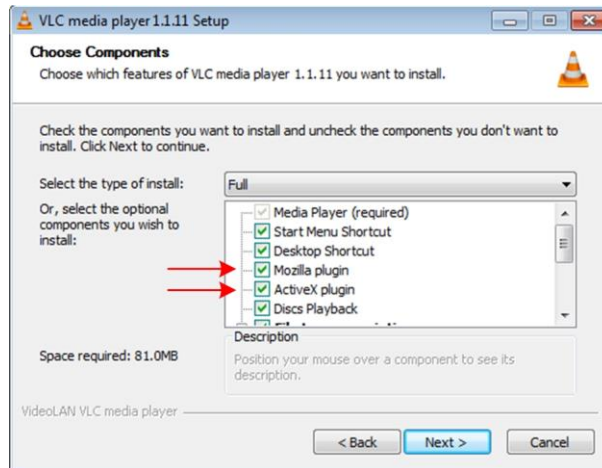 VLC media player 1.1.11 Setup
Choose Components
Choose which features of VLC media player 1.1.11 you want to install.
Check the components you want to install and uncheck the components you don't want to
install. Click Next to continue.
Select the type of install:
Full
Or, select the optional
components you wish to
install:
Media Player (required)
Start Menu Shortcut
Desktop Shortcut
Mozilla plugin
ActiveX plugin
Discs Playback
Space required: 81.0MB
Description
Position your mouse over a component to see its
description.
VideoLAN VLC media player
< Back
Next >
Cancel